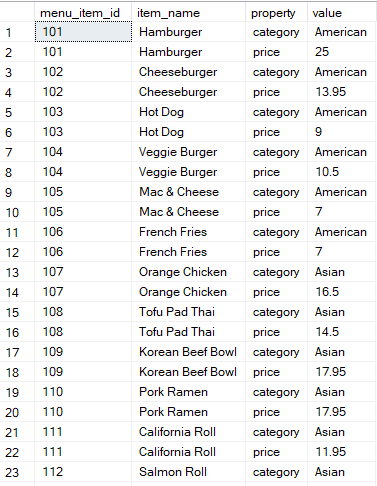 menu_item_id item_name property value
1 101 Hamburger category American
2 101 Hamburger price 25
3 102 Cheeseburger category American
4 102 Cheeseburger price 13.95
5 103 Hot Dog category American
6 103 Hot Dog price 9
7 104 Veggie Burger category American
8 104 Veggie Burger price 10.5
9 105 Mac & Cheese category American
10 105 Mac & Cheese price 7
11 106 French Fries category American
12 106 French Fries price 7
13 107 Orange Chicken category Asian
14 107 Orange Chicken price 16.5
15 108 Tofu Pad Thai category Asian
16 108 Tofu Pad Thai price 14.5
17 109 Korean Beef Bowl category Asian
18 109 Korean Beef Bowl price 17.95
19 110 Pork Ramen category Asian
20 110 Pork Ramen price 17.95
21 111 California Roll category Asian
22 111 California Roll price 11.95
23 112 Salmon Roll category Asian